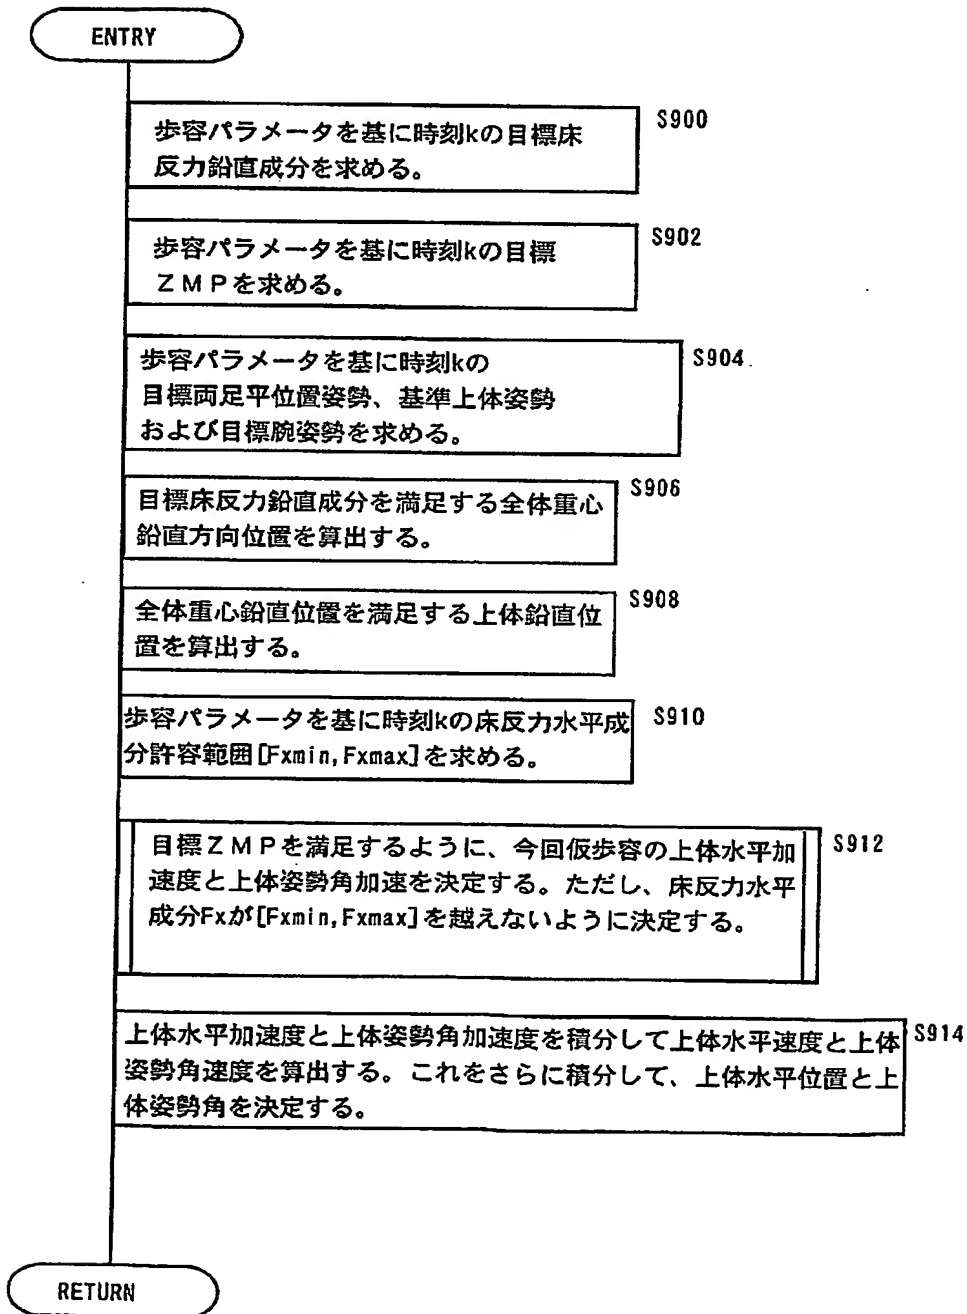 ENTRY
歩容パラメータを基に時刻kの目標床
反力鉛直成分を求める。
S900
歩容パラメータを基に時刻kの目標
ZMPを求める。
S902
歩容パラメータを基に時刻kの
目標両足平位置姿勢、基準上体姿勢
および目標腕姿勢を求める。
S904
目標床反力鉛直成分を満足する全体重心
鉛直方向位置を算出する。
S906
全体重心鉛直位置を満足する上体鉛直位
置を算出する。
S908
歩容パラメータを基に時刻kの床反力水平成
分許容範囲[Fxmin,Fxmax]を求める。
S910
目標ZMPを満足するように、今回仮歩容の上体水平加
速度と上体姿勢角加速を決定する。ただし、床反力水平
成分Fxが[Fxmin,Fxmax]を越えないように決定する。
S912
上体水平加速度と上体姿勢角加速度を積分して上体水平速度と上体
姿勢角速度を算出する。これをさらに積分して、上体水平位置と上
体姿勢角を決定する。
S914
RETURN